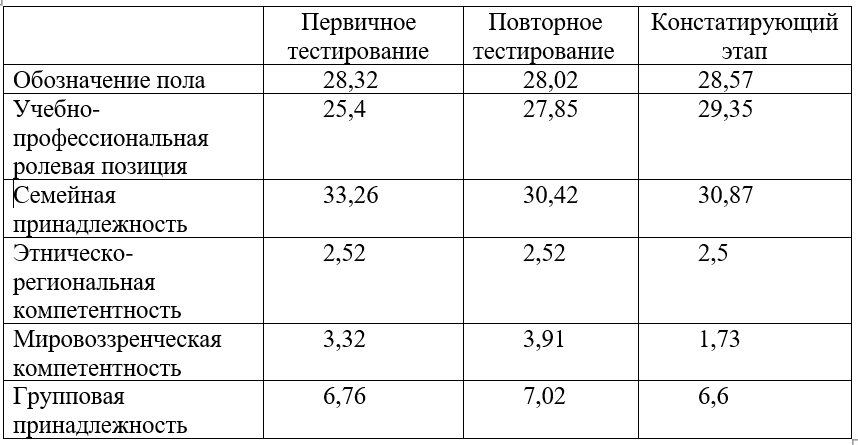 Первичное тестирование Повторное тестирование Констатирующий этап
Обозначение пола 28,32 28,02 28,57
Учебно-
профессиональная
ролевая позиция 25,4 27,85 29,35
Семейная
принадлежность 33,26 30,42 30,87
Этническо-
региональная
компетентность 2,52 2,52 2,5
Мировоззренческая
компетентность 3,32 3,91 1,73
Групповая
принадлежность 6,76 7,02 6,6